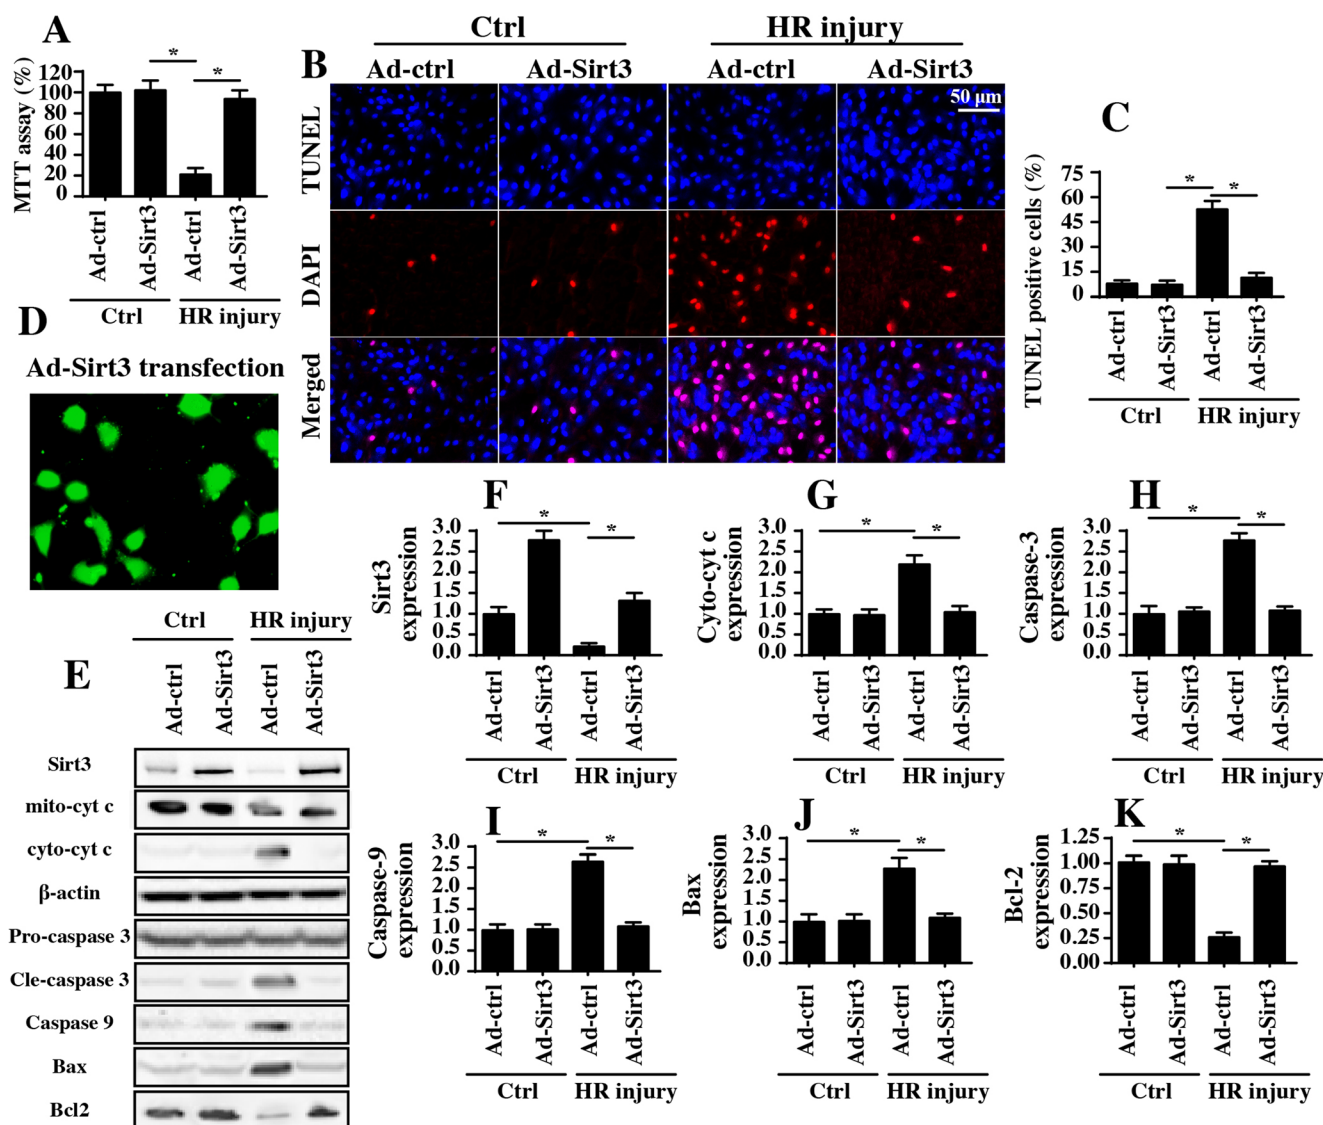 A
MTT assay (%)
120
100
80
60
40
20
0
*
*
Ad-ctrl
Ad-Sirt3
Ad-ctrl
Ad-Sirt3
Ctrl
HR injury
B
Ctrl
HR injury
Ad-ctrl
Ad-Sirt3
Ad-ctrl
Ad-Sirt3
50 μm
TUNEL
DAPI
Merged
C
TUNEL positive cells (%)
75
60
45
30
15
0
*
*
Ad-ctrl
Ad-Sirt3
Ad-ctrl
Ad-Sirt3
Ctrl
HR injury
D
Ad-Sirt3 transfection
E
Ctrl
HR injury
Ad-ctrl
Ad-Sirt3
Ad-ctrl
Ad-Sirt3
Sirt3
mito-cyt c
cyto-cyt c
β-actin
Pro-caspase 3
Cle-caspase 3
Caspase 9
Bax
Bcl2
F
Sirt3
expression
3.0
2.5
2.0
1.5
1.0
0.5
0.0
*
*
Ad-ctrl
Ad-Sirt3
Ad-ctrl
Ad-Sirt3
Ctrl
HR injury
G
Cyto-cyt c
expression
3.0
2.5
2.0
1.5
1.0
0.5
0.0
*
*
Ad-ctrl
Ad-Sirt3
Ad-ctrl
Ad-Sirt3
Ctrl
HR injury
H
Caspase-3
expression
3.0
2.5
2.0
1.5
1.0
0.5
0.0
*
*
Ad-ctrl
Ad-Sirt3
Ad-ctrl
Ad-Sirt3
Ctrl
HR injury
I
Caspase-9
expression
3.0
2.5
2.0
1.5
1.0
0.5
0.0
*
*
Ad-ctrl
Ad-Sirt3
Ad-ctrl
Ad-Sirt3
Ctrl
HR injury
J
Bax
expression
3.0
2.5
2.0
1.5
1.0
0.5
0.0
*
*
Ad-ctrl
Ad-Sirt3
Ad-ctrl
Ad-Sirt3
Ctrl
HR injury
K
Bcl-2
expression
1.25
1.00
0.75
0.50
0.25
0.00
*
*
Ad-ctrl
Ad-Sirt3
Ad-ctrl
Ad-Sirt3
Ctrl
HR injury